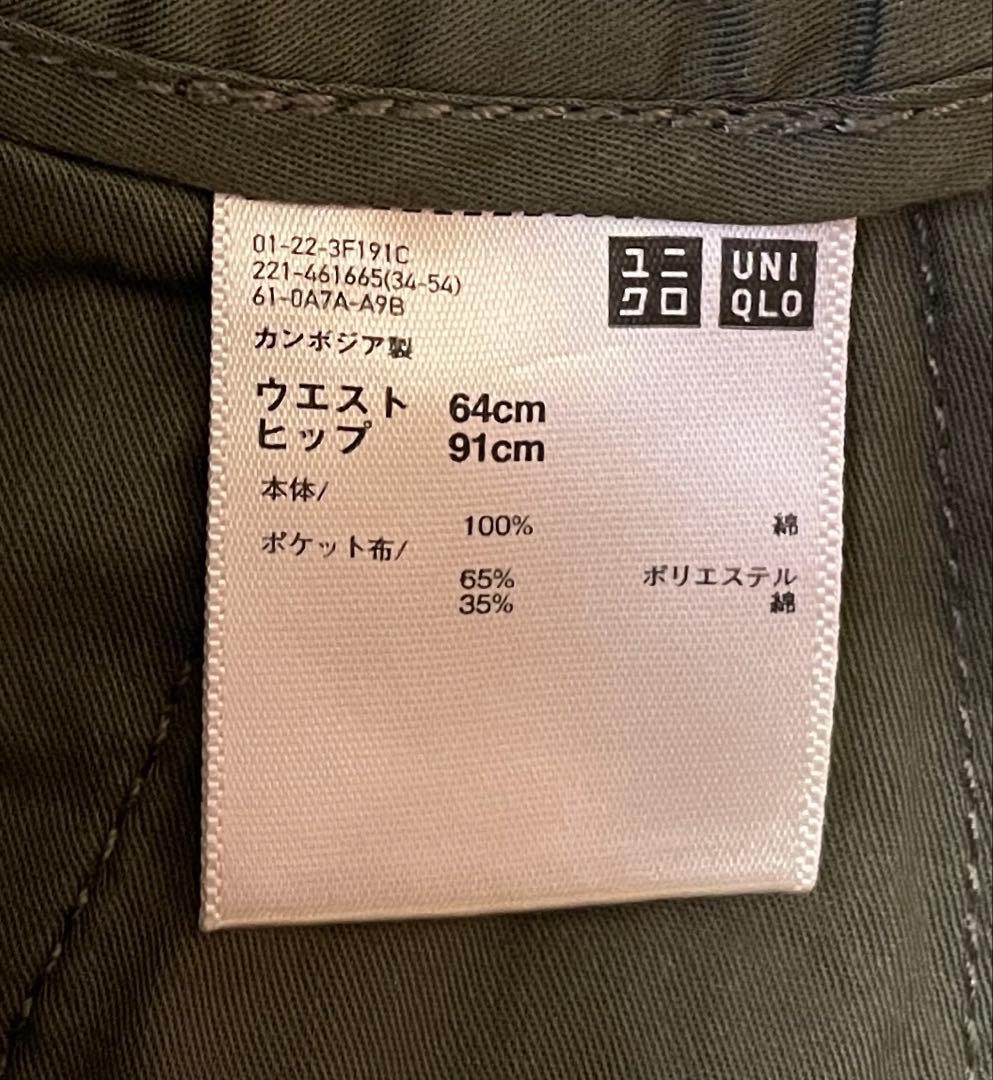 01-22-3F191C
221-461665(34-54)
61-0A7A-A9B
カンボジア製
ユニ
クロ
UNI
QLO
ウエスト 64cm
ヒップ 91cm
本体/
100% 綿
ポケット布/
65% ポリエステル
35% 綿